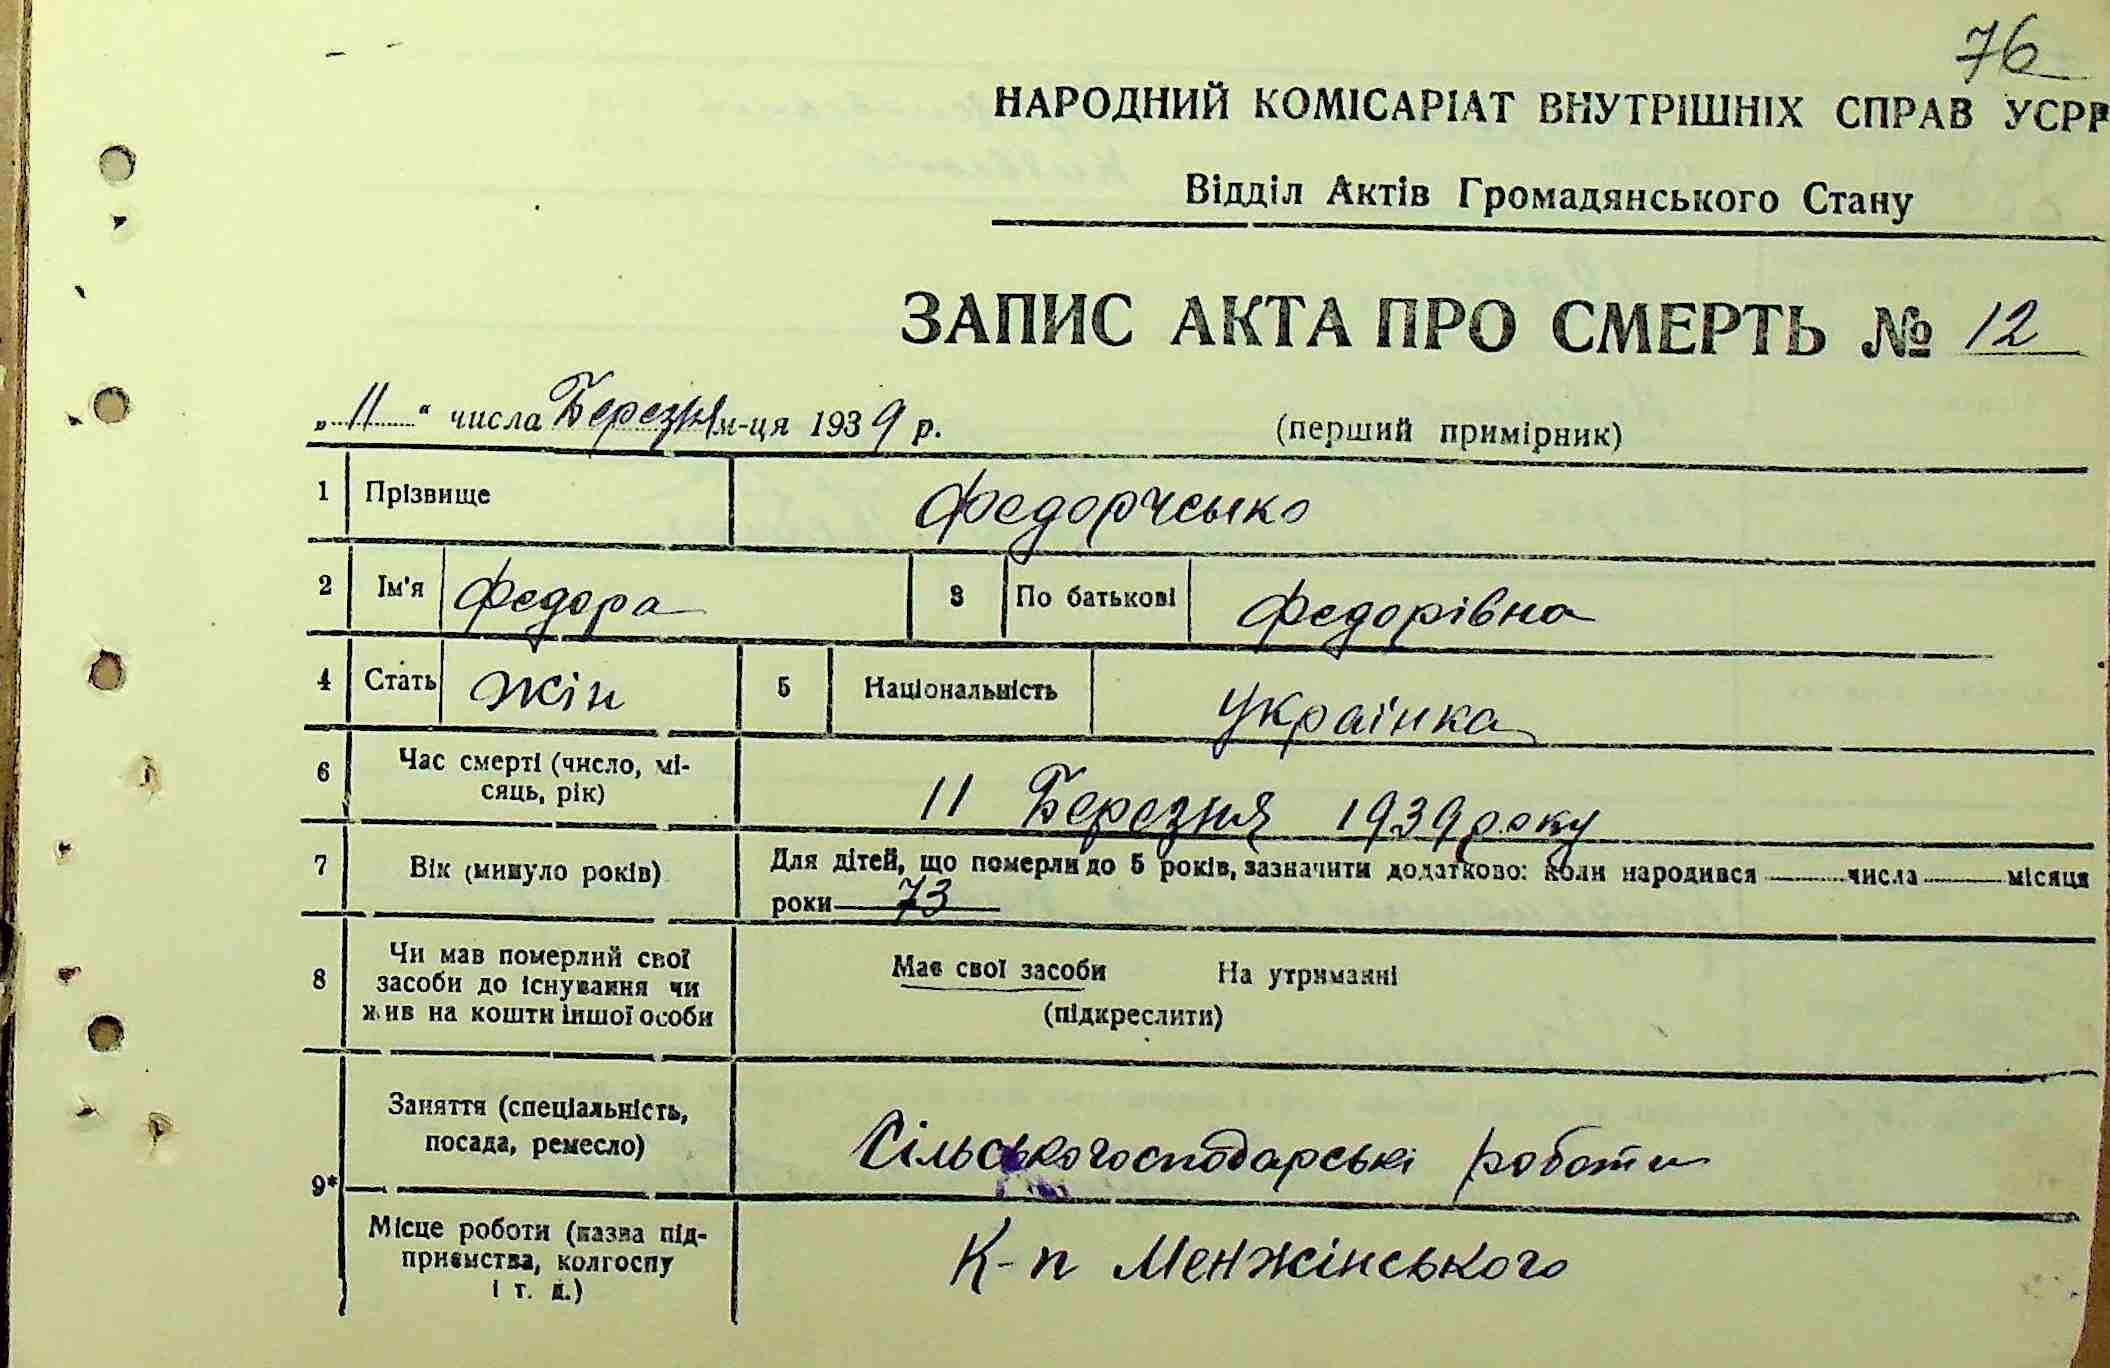 76
НАРОДНИЙ КОМІСАРІАТ ВНУТРІШНІХ СПРАВ УСРР
Відділ Актів Громадянського Стану
ЗАПИС АКТА ПРО СМЕРТЬ № 12
„11“ числа Березня м-ця 1939 р. (перший примірник)
1 Прізвище Федорченко
2 Ім'я Федора 3 По батькові Федорівна
4 Стать Жін 5 Національність Українка
6 Час смерті (число, мі-
сяць, рік) 11 Березня 1939 року
7 Вік (минуло років) Для дітей, що померли до 5 років, зазначити додатково: коли народився числа місяця
роки 73
8 Чи мав померлий свої
засоби до існування чи
жив на кошти іншої особи
Має свої засоби На утриманні
(підкреслити)
9* Заняття (спеціальність,
посада, ремесло) Сільськогосподарські роботи
Місце роботи (назва під-
приємства, колгоспу
і т. д.) К-п Менжінського